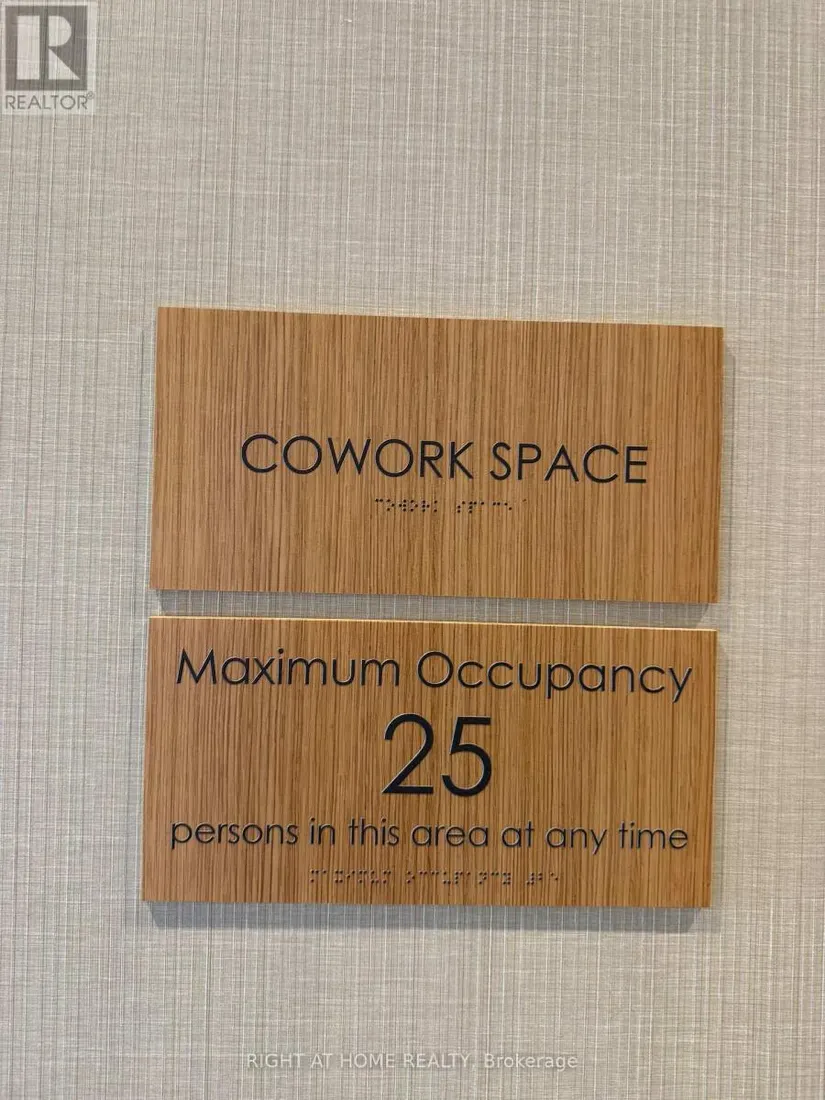 REALTOR®
COWORK SPACE
⠉⠕⠺⠕⠗⠅ ⠎⠏⠁⠉⠑
Maximum Occupancy
25
persons in this area at any time
⠍⠁⠭⠊⠍⠥⠍ ⠕⠉⠉⠥⠏⠁⠝⠉⠽ ⠼⠃⠑
RIGHT AT HOME REALTY, Brokerage